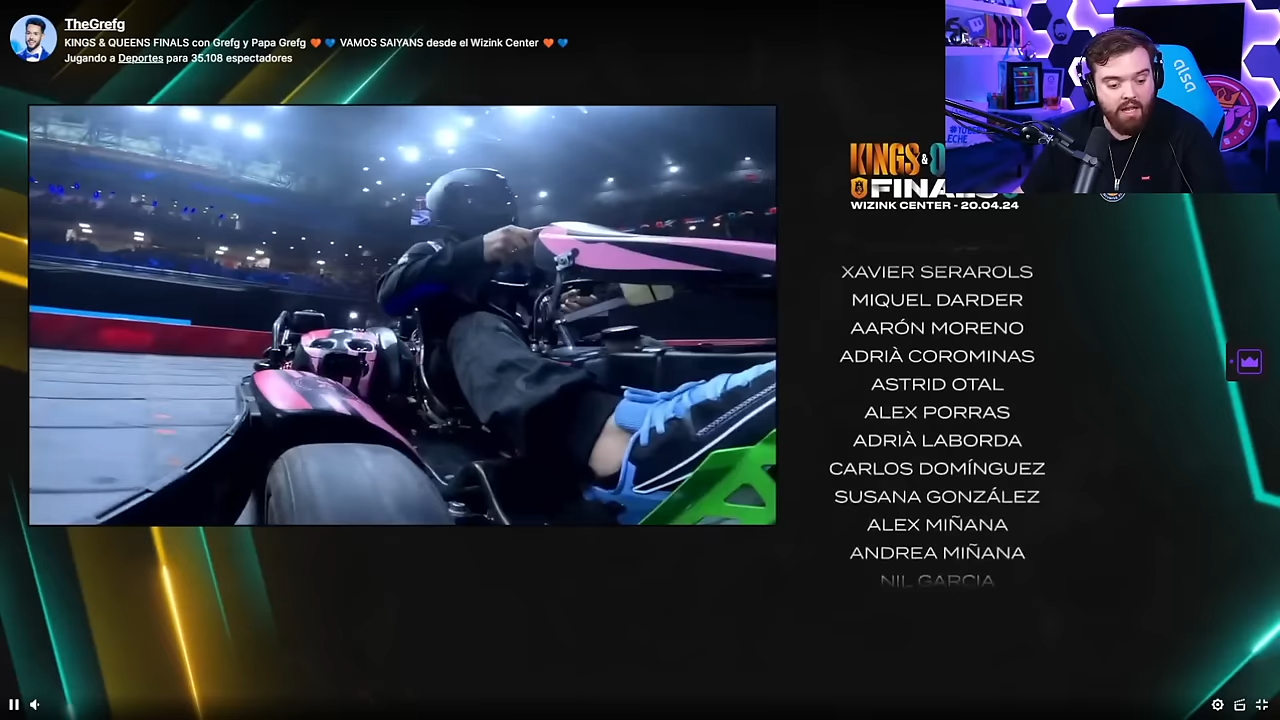 TheGrefg
KINGS & QUEENS FINALS con Grefg y Papa Grefg 🧡 💙 VAMOS SAIYANS desde el Wizink Center 🧡 💙
Jugando a Deportes para 35.108 espectadores
alsa
KINGS &
FINALS
WIZINK CENTER - 20.04.24
XAVIER SERAROLS
MIQUEL DARDER
AARÓN MORENO
ADRIÀ COROMINAS
ASTRID OTAL
ALEX PORRAS
ADRIÀ LABORDA
CARLOS DOMÍNGUEZ
SUSANA GONZÁLEZ
ALEX MIÑANA
ANDREA MIÑANA
NIL GARCIA